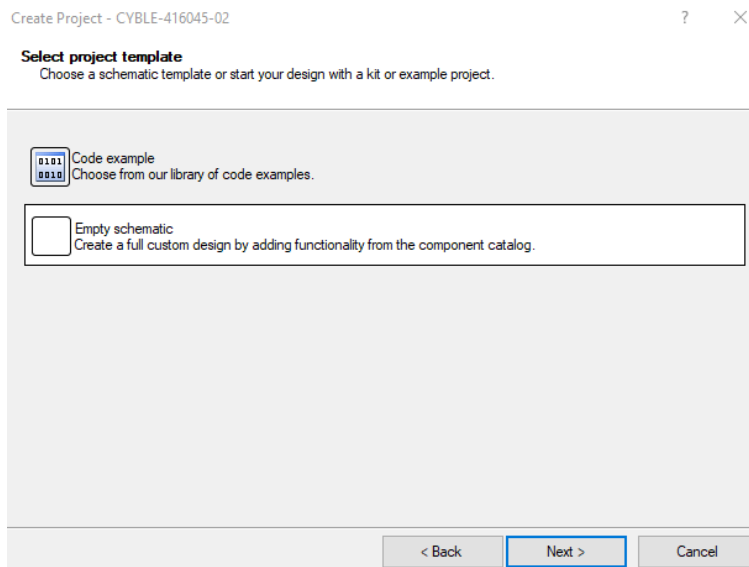 Create Project - CYBLE-416045-02
?
Select project template
Choose a schematic template or start your design with a kit or example project.
0101
0010
Code example
Choose from our library of code examples.
Empty schematic
Create a full custom design by adding functionality from the component catalog.
< Back
Next >
Cancel